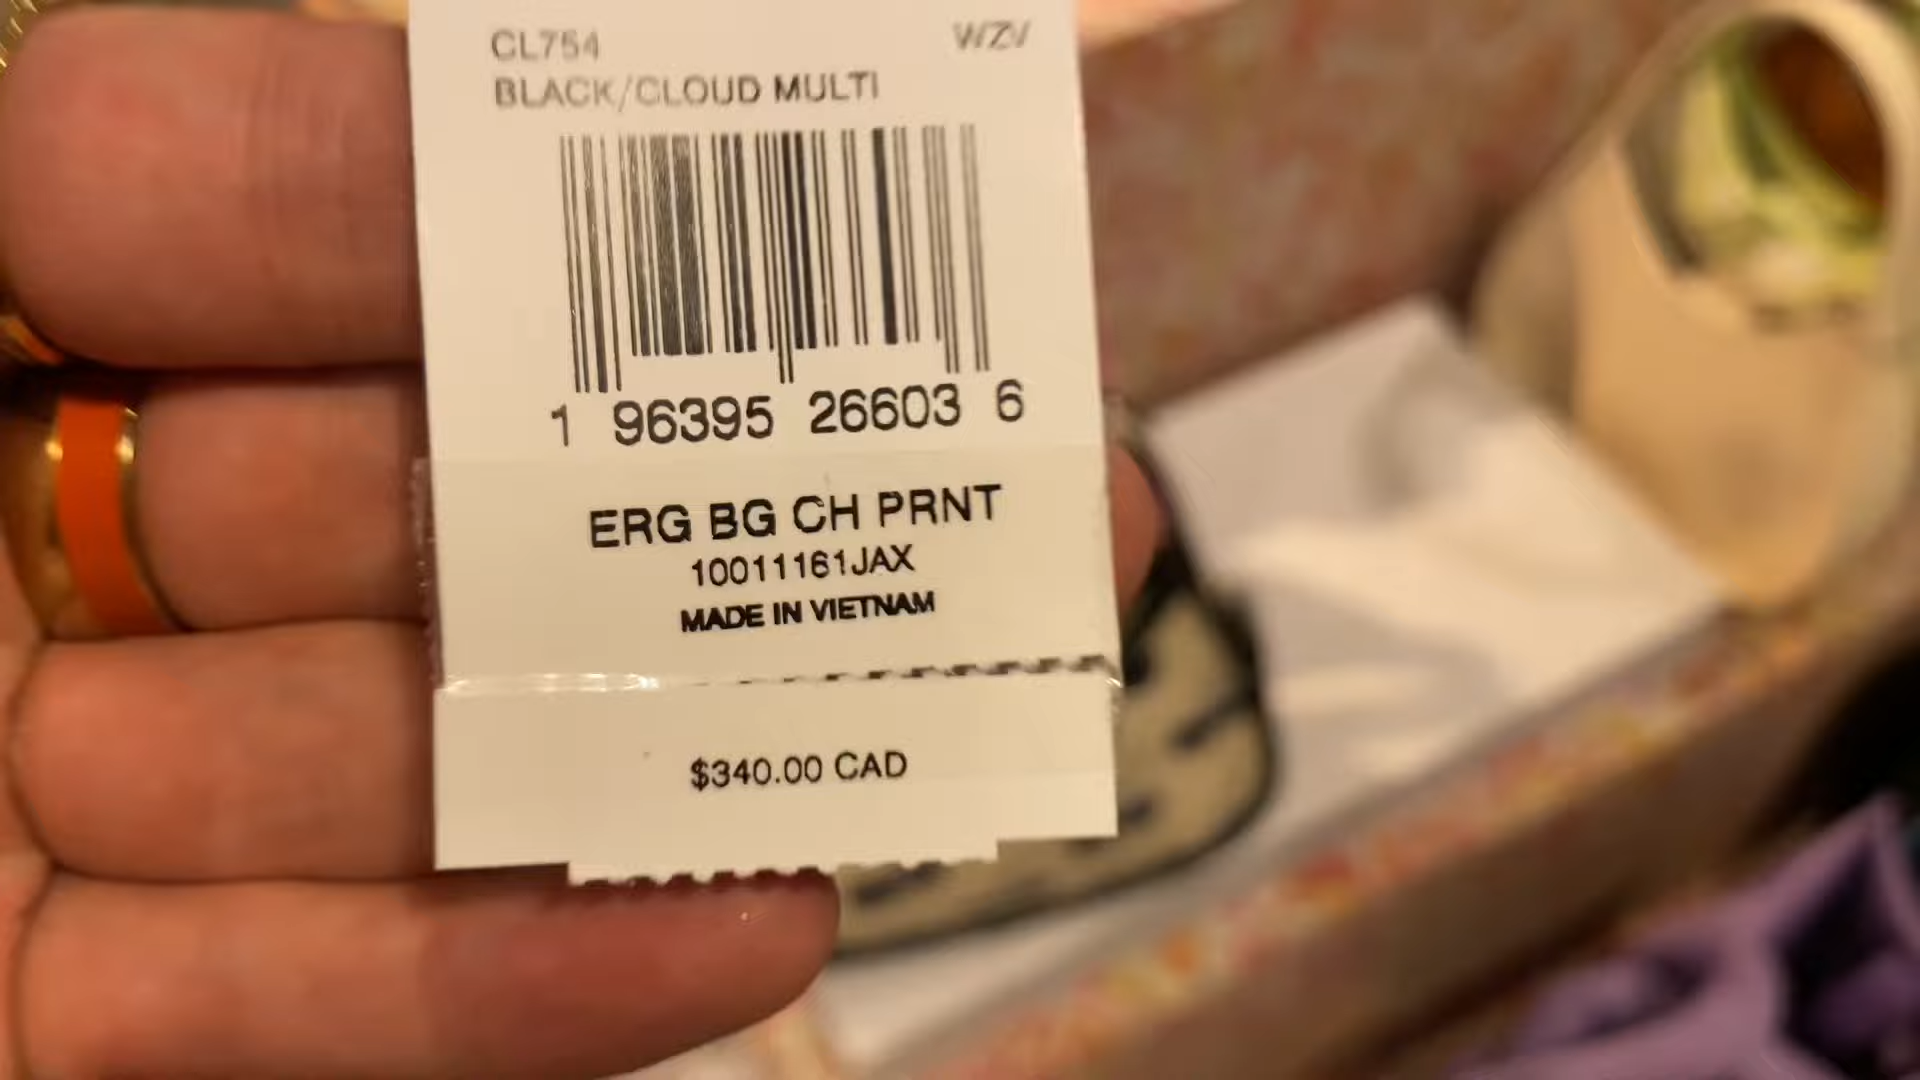 CL754 WZV
BLACK/CLOUD MULTI
1 96395 26603 6
ERG BG CH PRNT
10011161JAX
MADE IN VIETNAM
$340.00 CAD